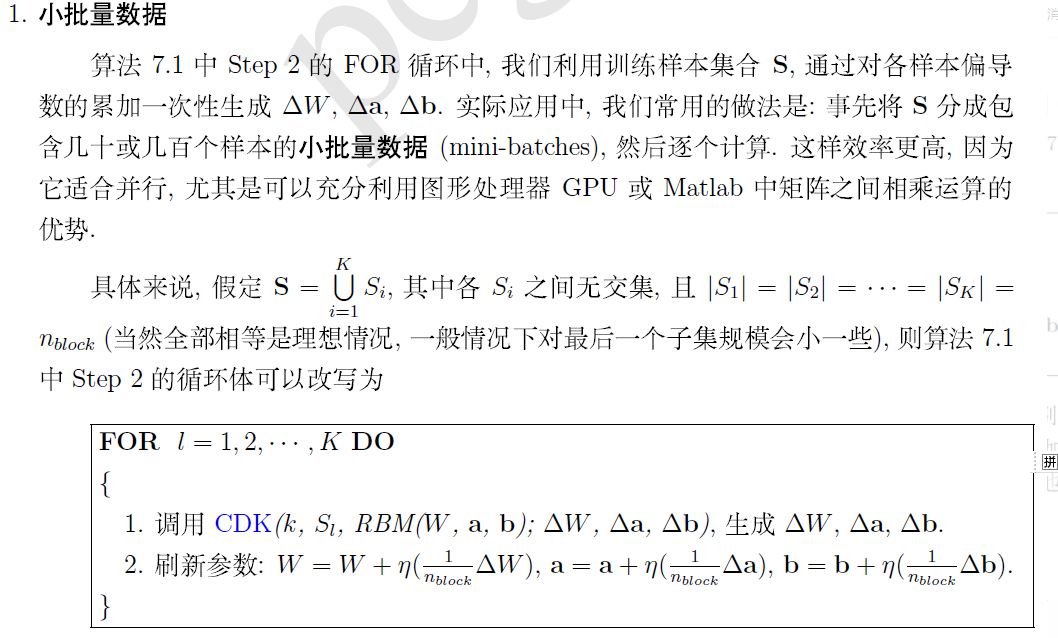 1. 小批量数据
算法 7.1 中 Step 2 的 FOR 循环中, 我们利用训练样本集合 S, 通过对各样本偏导
数的累加一次性生成 ΔW, Δa, Δb. 实际应用中, 我们常用的做法是: 事先将 S 分成包
含几十或几百个样本的小批量数据 (mini-batches), 然后逐个计算. 这样效率更高, 因为
它适合并行, 尤其是可以充分利用图形处理器 GPU 或 Matlab 中矩阵之间相乘运算的
优势.
具体来说, 假定 S = ⋃_{i=1}^{K} S_i, 其中各 S_i 之间无交集, 且 |S_1| = |S_2| = ··· = |S_K| =
n_{block} (当然全部相等是理想情况, 一般情况下对最后一个子集规模会小一些), 则算法 7.1
中 Step 2 的循环体可以改写为
FOR l = 1, 2, ··· , K DO
{
1. 调用 CDK(k, S_l, RBM(W, a, b); ΔW, Δa, Δb), 生成 ΔW, Δa, Δb.
2. 刷新参数: W = W + η(\frac{1}{n_{block}}ΔW), a = a + η(\frac{1}{n_{block}}Δa), b = b + η(\frac{1}{n_{block}}Δb).
}
拼